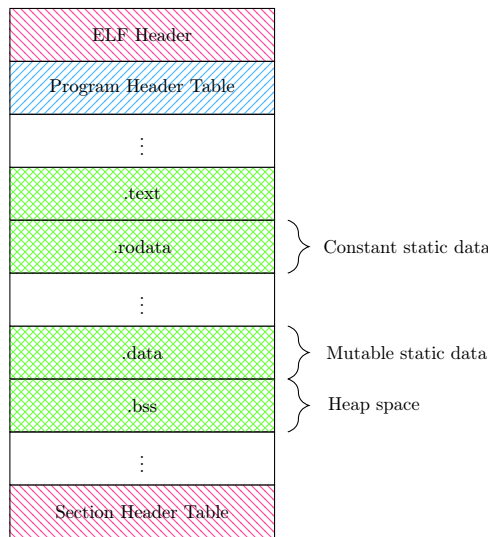 ELF Header
Program Header Table
⋮
.text
.rodata
Constant static data
⋮
.data
Mutable static data
.bss
Heap space
⋮
Section Header Table